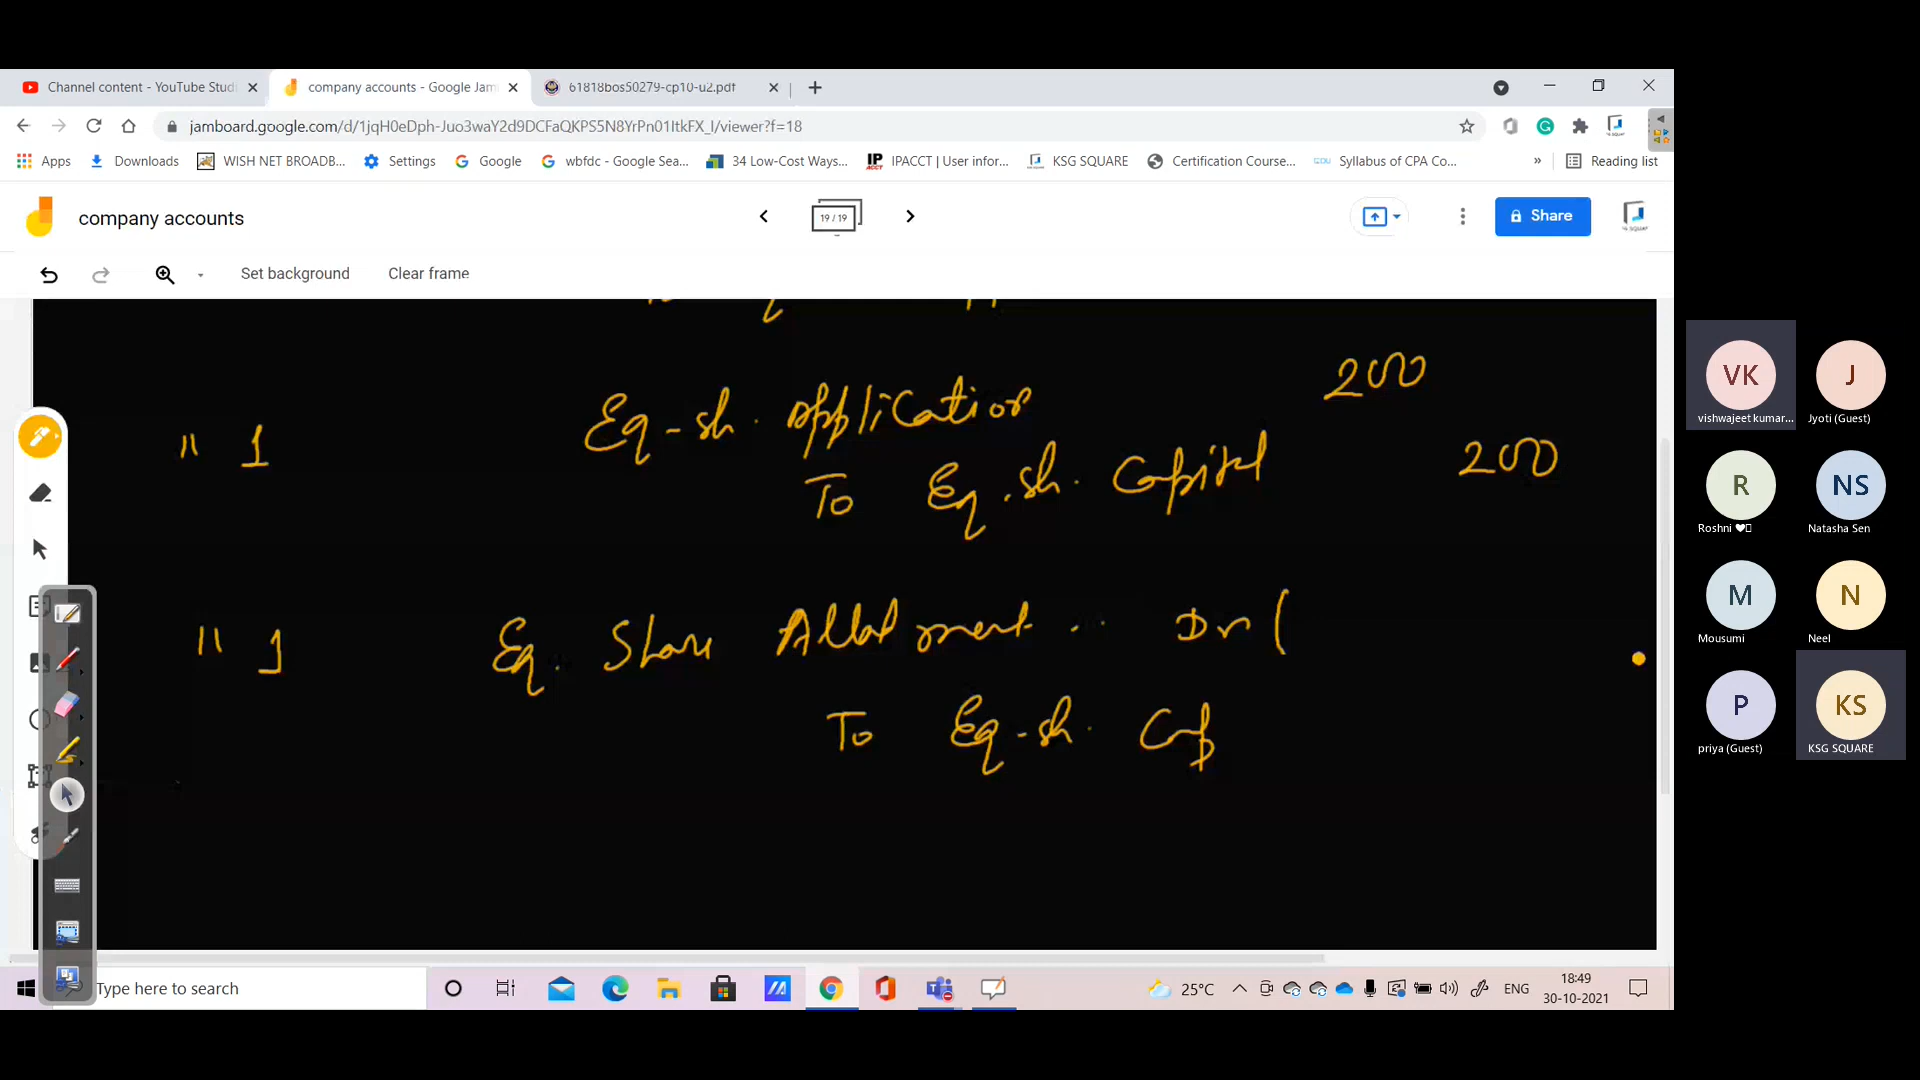 Channel content - YouTube Studi
company accounts - Google Jam
61818bos50279-cp10-u2.pdf
jamboard.google.com/d/1jqH0eDph-Juo3waY2d9DCFaQKPS5N8YrPn01ItkFX_I/viewer?f=18
Apps Downloads WISH NET BROADB... Settings Google wbfdc - Google Sea... 34 Low-Cost Ways... IPACCT | User infor... KSG SQUARE Certification Course... Syllabus of CPA Co... » Reading list
company accounts
19 / 19
Share
Set background Clear frame
200
Eq-sh. Application
" 1
200
To Eq.sh. Capital
" 1 Eq. Share Allotment .. Dr (
To Eq-sh. Cap
VK J
vishwajeet kumar... Jyoti (Guest)
R NS
Roshni Natasha Sen
M N
Mousumi Neel
P KS
priya (Guest) KSG SQUARE
Type here to search
25°C
ENG
18:49
30-10-2021